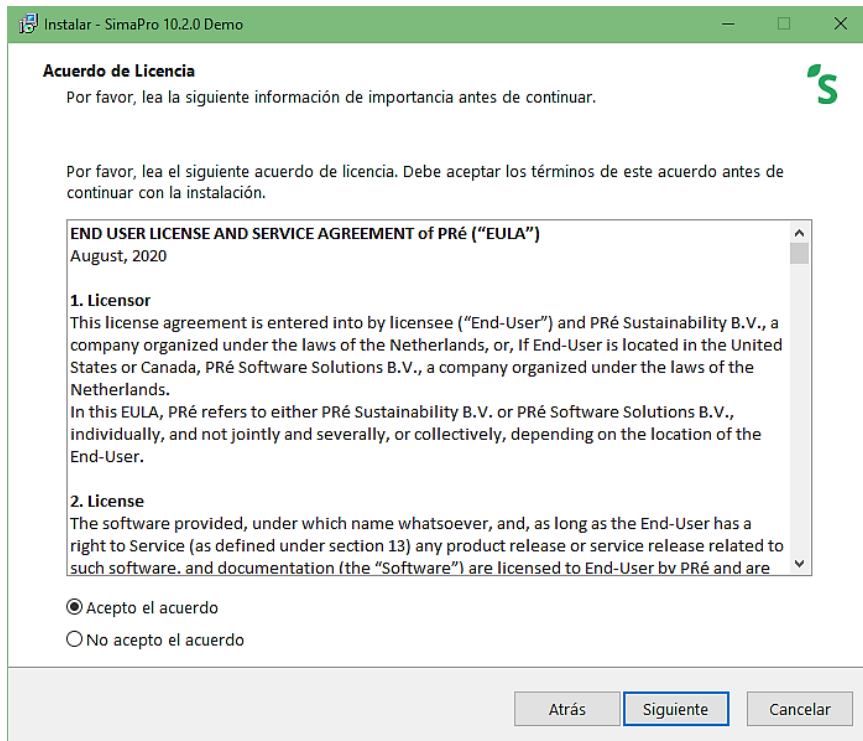 Instalar - SimaPro 10.2.0 Demo
Acuerdo de Licencia
Por favor, lea la siguiente información de importancia antes de continuar.
S
Por favor, lea el siguiente acuerdo de licencia. Debe aceptar los términos de este acuerdo antes de
continuar con la instalación.
END USER LICENSE AND SERVICE AGREEMENT of PRé (“EULA”)
August, 2020
1. Licensor
This license agreement is entered into by licensee (“End-User”) and PRé Sustainability B.V., a
company organized under the laws of the Netherlands, or, If End-User is located in the United
States or Canada, PRé Software Solutions B.V., a company organized under the laws of the
Netherlands.
In this EULA, PRé refers to either PRé Sustainability B.V. or PRé Software Solutions B.V.,
individually, and not jointly and severally, or collectively, depending on the location of the
End-User.
2. License
The software provided, under which name whatsoever, and, as long as the End-User has a
right to Service (as defined under section 13) any product release or service release related to
such software, and documentation (the “Software”) are licensed to End-User by PRé and are
Acepto el acuerdo
No acepto el acuerdo
Atrás
Siguiente
Cancelar